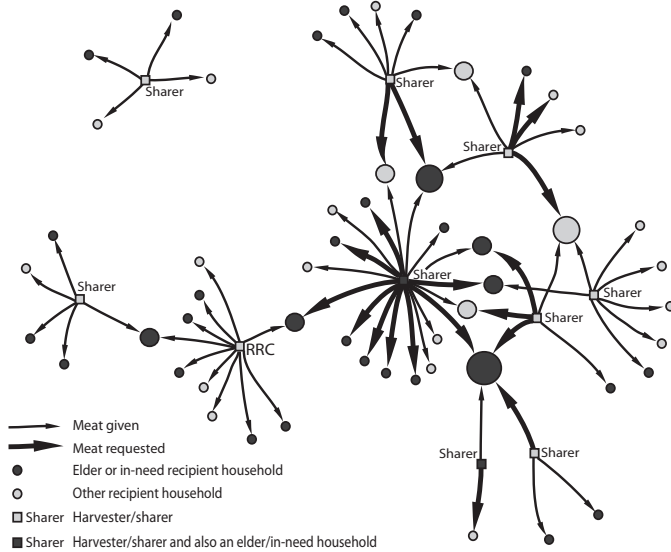 Sharer
Sharer
Sharer
Sharer
Sharer
Sharer
Sharer
RRC
Meat given
Meat requested
Sharer
Sharer
Elder or in-need recipient household
Other recipient household
Sharer Harvester/sharer
Sharer Harvester/sharer and also an elder/in-need household